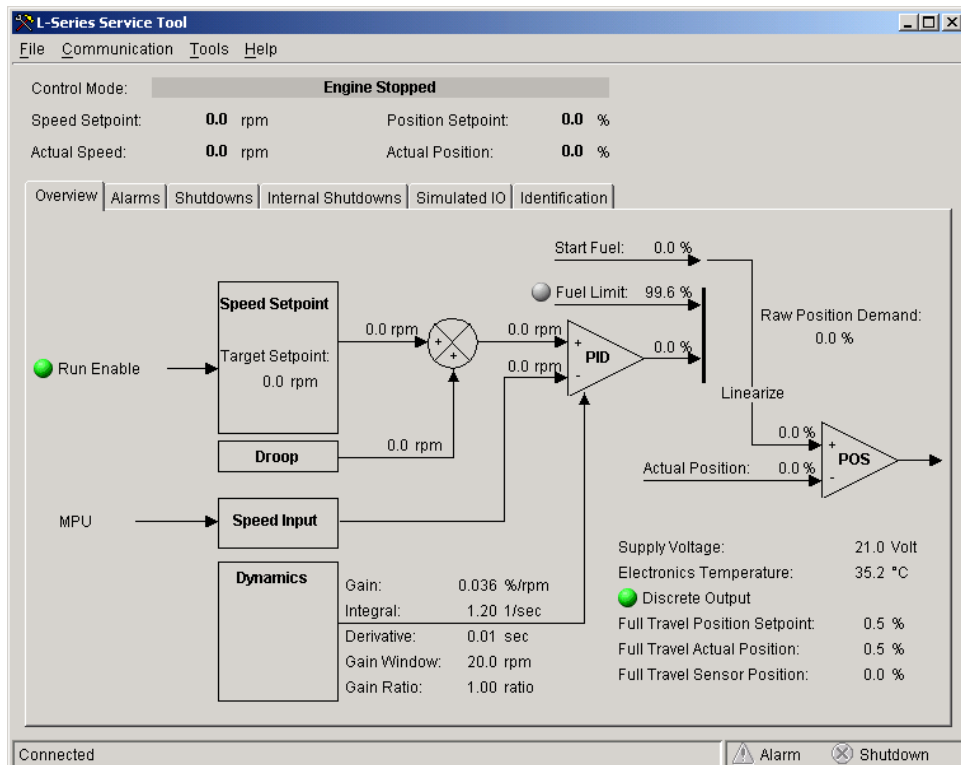 L-Series Service Tool
File Communication Tools Help
Control Mode: Engine Stopped
Speed Setpoint: 0.0 rpm Position Setpoint: 0.0 %
Actual Speed: 0.0 rpm Actual Position: 0.0 %
Overview Alarms Shutdowns Internal Shutdowns Simulated IO Identification
Start Fuel: 0.0 %
Fuel Limit: 99.6 %
Speed Setpoint
Target Setpoint:
0.0 rpm
Run Enable
0.0 rpm
+
+
0.0 rpm
0.0 rpm
+
-
PID
0.0 %
Raw Position Demand:
0.0 %
Linearize
Droop
0.0 rpm
0.0 %
Actual Position: 0.0 %
+
-
POS
MPU
Speed Input
Dynamics
Gain: 0.036 %/rpm
Integral: 1.20 1/sec
Derivative: 0.01 sec
Gain Window: 20.0 rpm
Gain Ratio: 1.00 ratio
Supply Voltage: 21.0 Volt
Electronics Temperature: 35.2 °C
Discrete Output
Full Travel Position Setpoint: 0.5 %
Full Travel Actual Position: 0.5 %
Full Travel Sensor Position: 0.0 %
Connected Alarm Shutdown